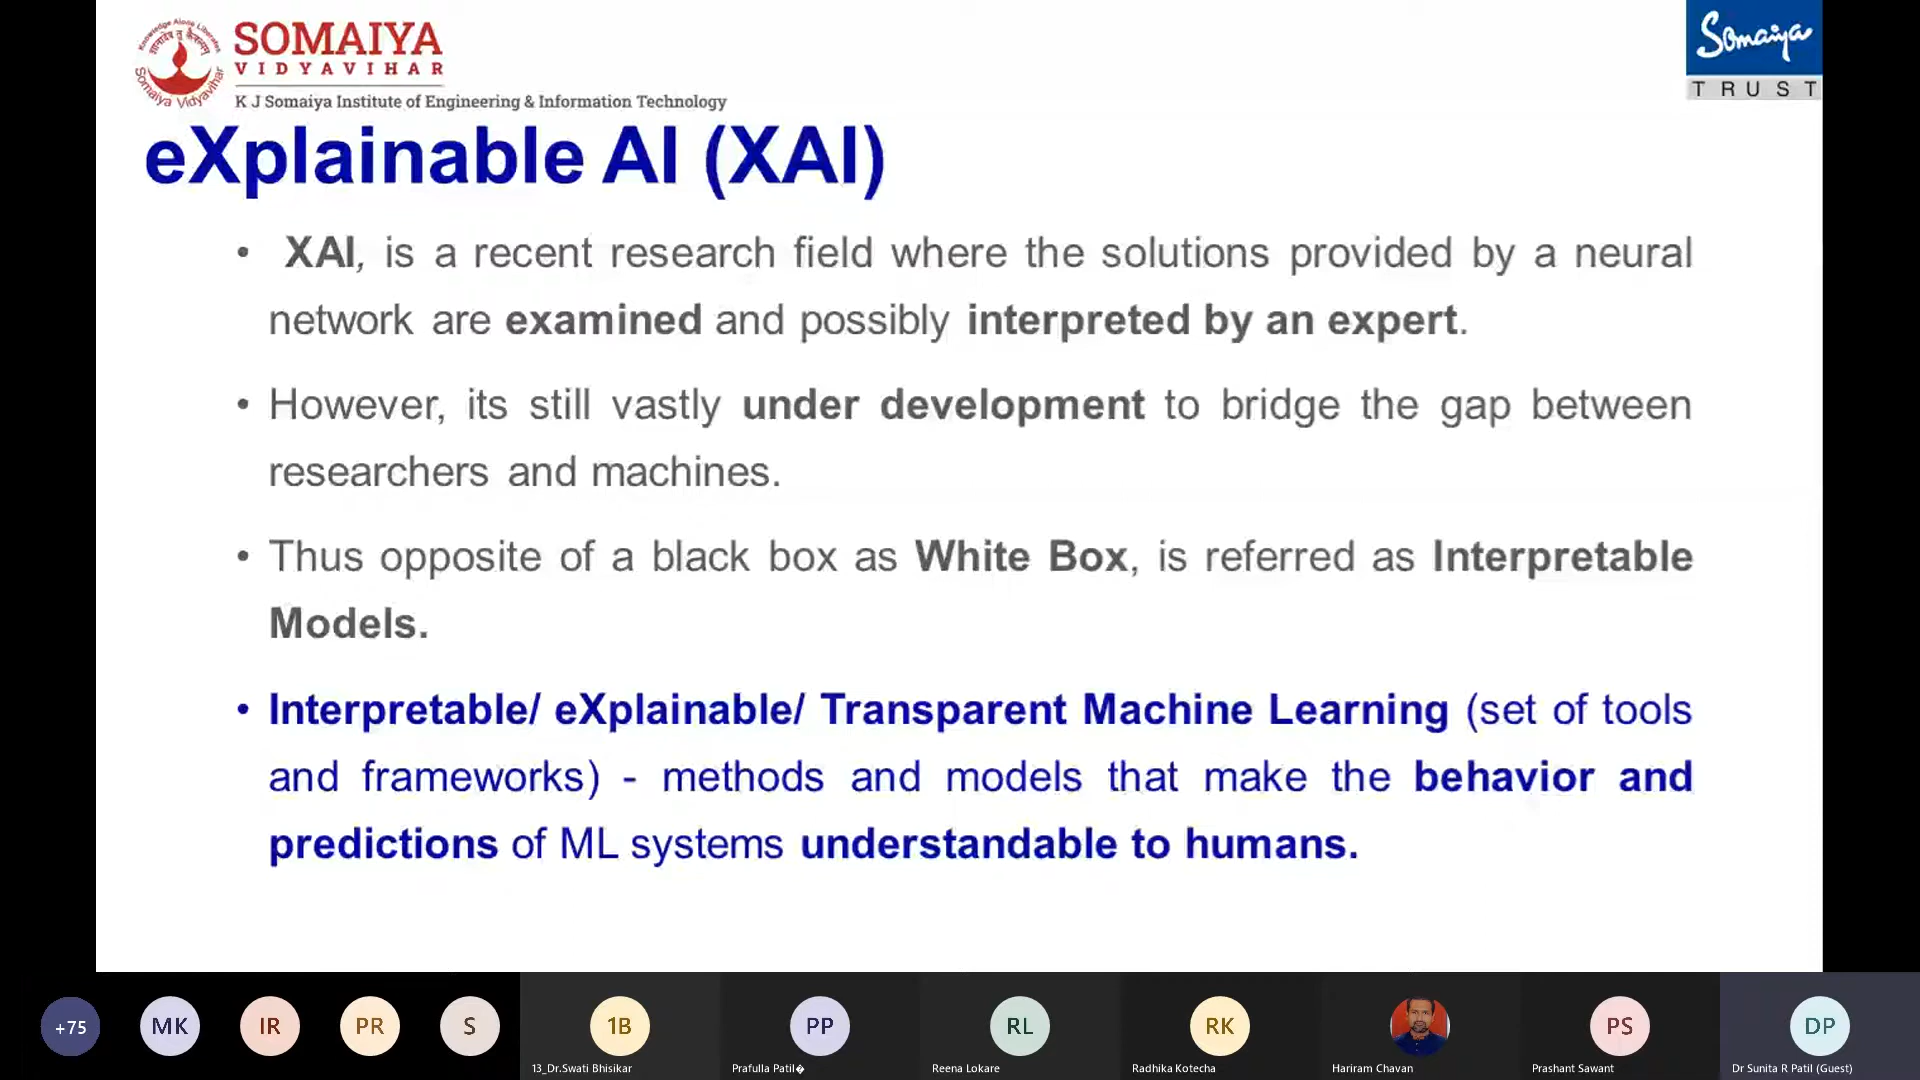 SOMAIYA
VIDYAVIHAR
K J Somaiya Institute of Engineering & Information Technology
Somaiya
TRUST
Knowledge Alone Liberates
Somaiya Vidyavihar
eXplainable AI (XAI)
• XAI, is a recent research field where the solutions provided by a neural
network are examined and possibly interpreted by an expert.
• However, its still vastly under development to bridge the gap between
researchers and machines.
• Thus opposite of a black box as White Box, is referred as Interpretable
Models.
• Interpretable/ eXplainable/ Transparent Machine Learning (set of tools
and frameworks) - methods and models that make the behavior and
predictions of ML systems understandable to humans.
+75 MK IR PR S 1B PP RL RK PS DP
13_Dr.Swati Bhisikar Prafulla Patil� Reena Lokare Radhika Kotecha Hariram Chavan Prashant Sawant Dr Sunita R Patil (Guest)